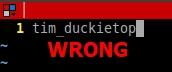 1 tim_duckietop
~
~ WRONG